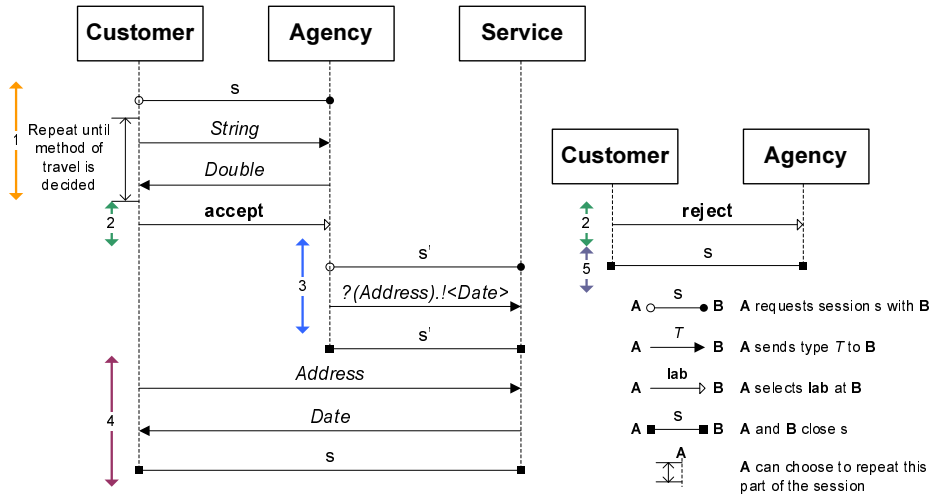 Customer
Agency
Service
s
1
Repeat until
method of
travel is
decided
String
Double
2
accept
3
s'
?(Address).!<Date>
s'
4
Address
Date
s
Customer
Agency
2
reject
5
s
A
s
B
A requests session s with B
A
T
B
A sends type T to B
A
lab
B
A selects lab at B
A
s
B
A and B close s
A
A can choose to repeat this
part of the session